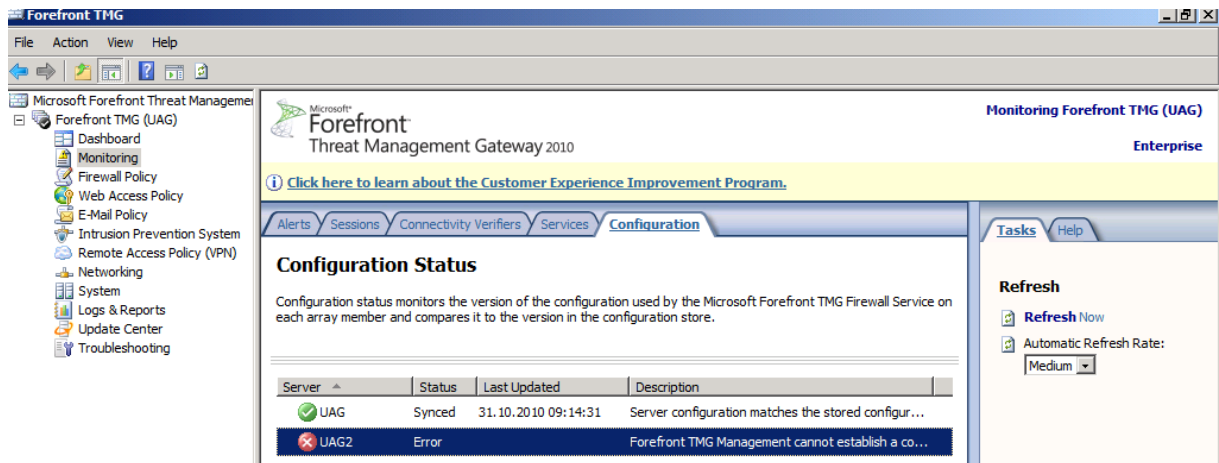 Forefront TMG
File Action View Help
Microsoft Forefront Threat Managemer
Forefront TMG (UAG)
Dashboard
Monitoring
Firewall Policy
Web Access Policy
E-Mail Policy
Intrusion Prevention System
Remote Access Policy (VPN)
Networking
System
Logs & Reports
Update Center
Troubleshooting
Microsoft®
Forefront™
Threat Management Gateway 2010
Monitoring Forefront TMG (UAG)
Enterprise
Click here to learn about the Customer Experience Improvement Program.
Alerts Sessions Connectivity Verifiers Services Configuration
Configuration Status
Configuration status monitors the version of the configuration used by the Microsoft Forefront TMG Firewall Service on
each array member and compares it to the version in the configuration store.
Server Status Last Updated Description
UAG Synced 31.10.2010 09:14:31 Server configuration matches the stored configur...
UAG2 Error Forefront TMG Management cannot establish a co...
Tasks Help
Refresh
Refresh Now
Automatic Refresh Rate:
Medium